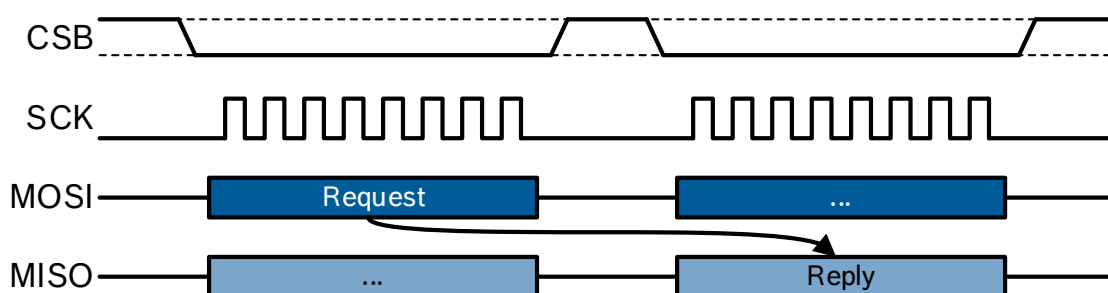 CSB
SCK
MOSI Request ...
MISO ... Reply